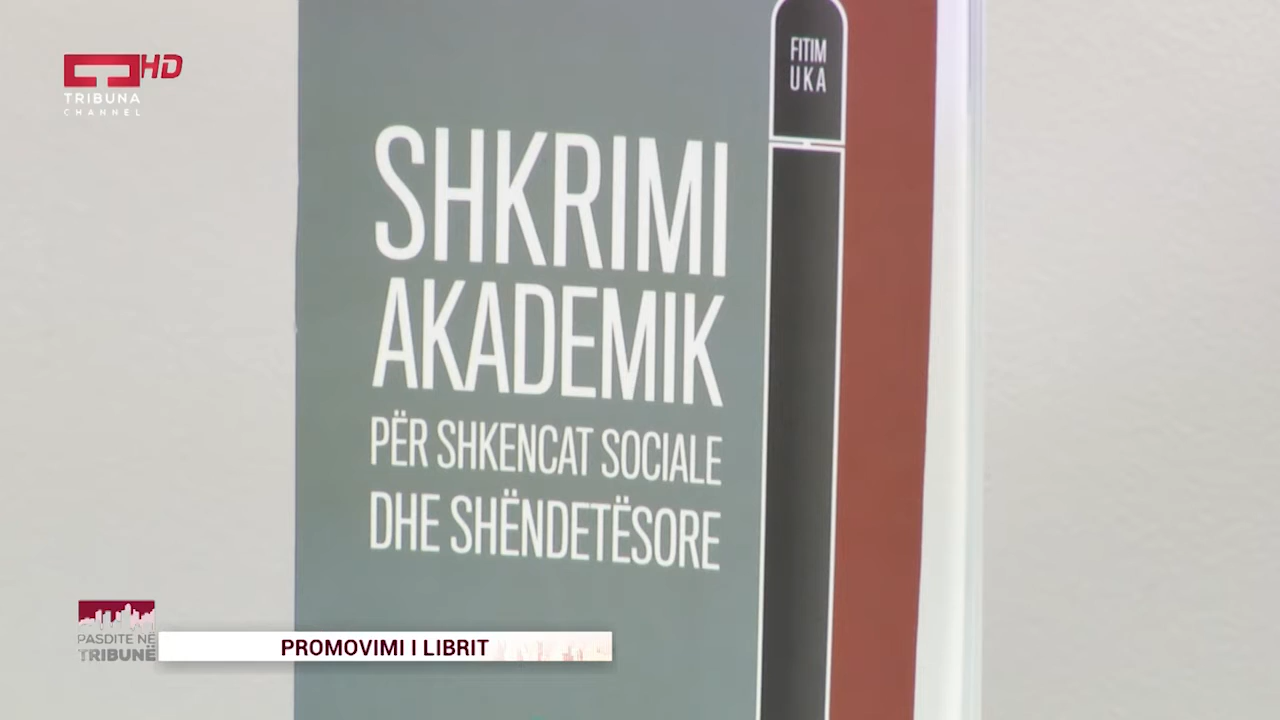 HD
TRIBUNA
CHANNEL
FITIM
UKA
SHKRIMI
AKADEMIK
PËR SHKENCAT SOCIALE
DHE SHËNDETËSORE
PASDITE NË
TRIBUNË
PROMOVIMI I LIBRIT